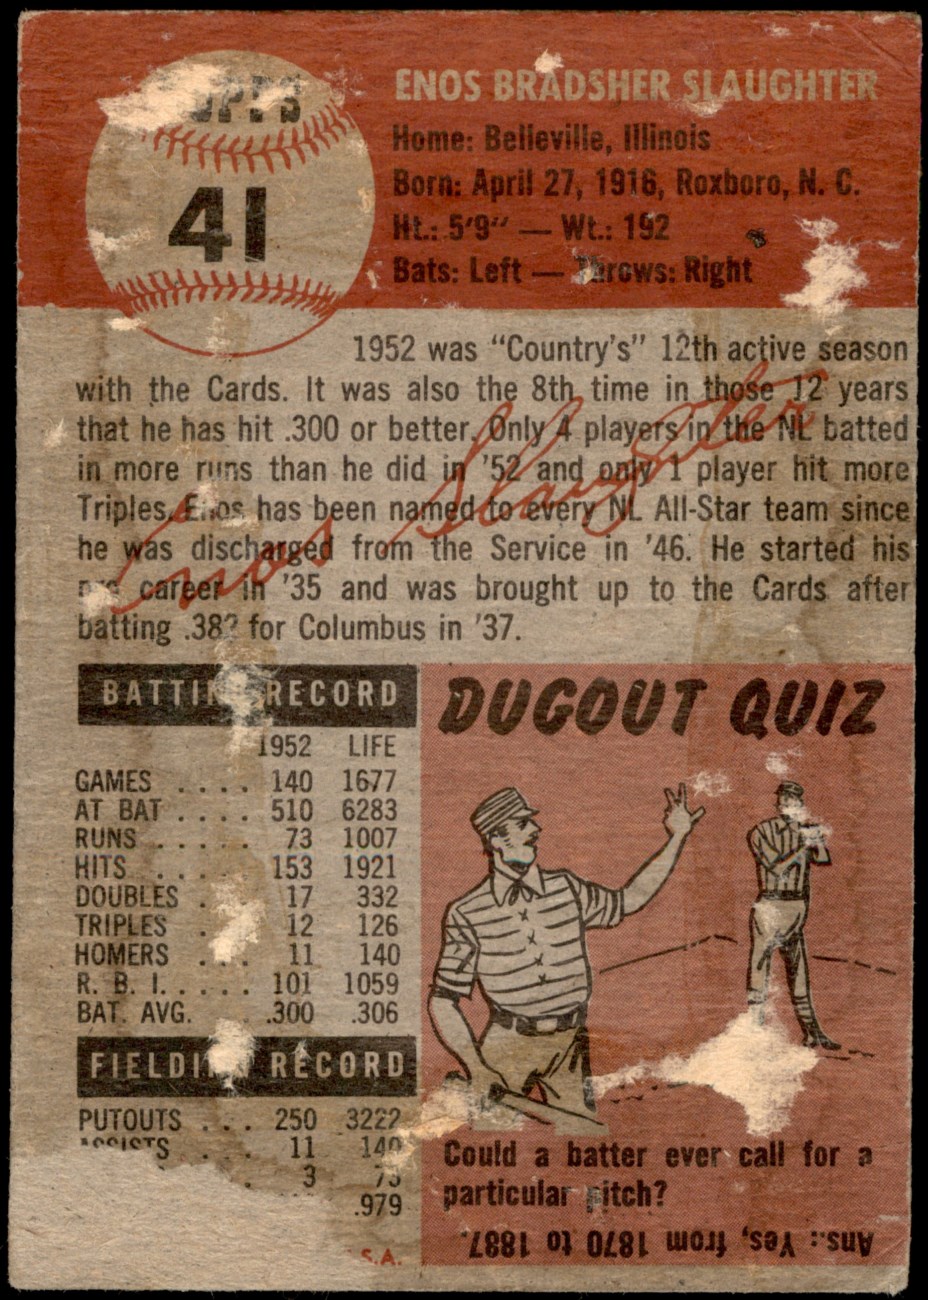 41
ENOS BRADSHER SLAUGHTER
Home: Belleville, Illinois
Born: April 27, 1916, Roxboro, N. C.
Ht.: 5'9" — Wt.: 192
Bats: Left — Throws: Right
1952 was "Country's" 12th active season
with the Cards. It was also the 8th time in those 12 years
that he has hit .300 or better. Only 4 players in the NL batted
in more runs than he did in '52 and only 1 player hit more
Triples. Enos has been named to every NL All-Star team since
he was discharged from the Service in '46. He started his
career in '35 and was brought up to the Cards after
batting for Columbus in '37.
Enos Slaughter
BATTING RECORD
1952 LIFE
GAMES . . . . 140 1677
AT BAT . . . . 510 6283
RUNS . . . . . 73 1007
HITS . . . . . 153 1921
DOUBLES . 17 332
TRIPLES . . 12 126
HOMERS . . . 11 140
R. B. I. . . . . 101 1059
BAT. AVG. .300 .306
FIELDING RECORD
PUTOUTS . . . 250 3222
ASSISTS . . . 11
. 3
.979
S.A.
DUGOUT QUIZ
Could a batter ever call for a
particular pitch?
Ans.: Yes, from 1870 to 1887.